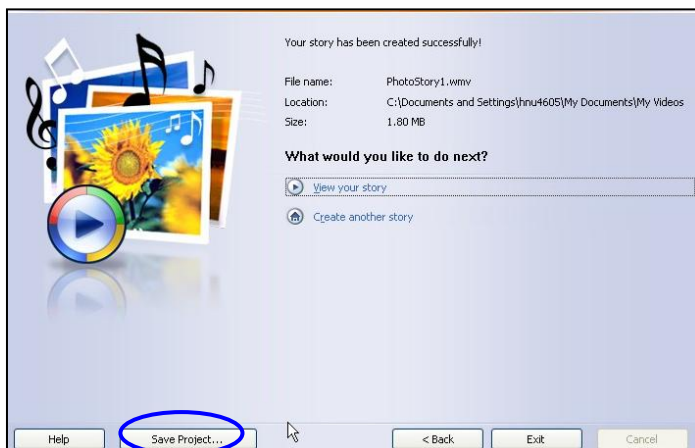 Your story has been created successfully!
File name: PhotoStory1.wmv
Location: C:\Documents and Settings\hnu4605\My Documents\My Videos
Size: 1.80 MB
What would you like to do next?
View your story
Create another story
Help Save Project... < Back Exit Cancel